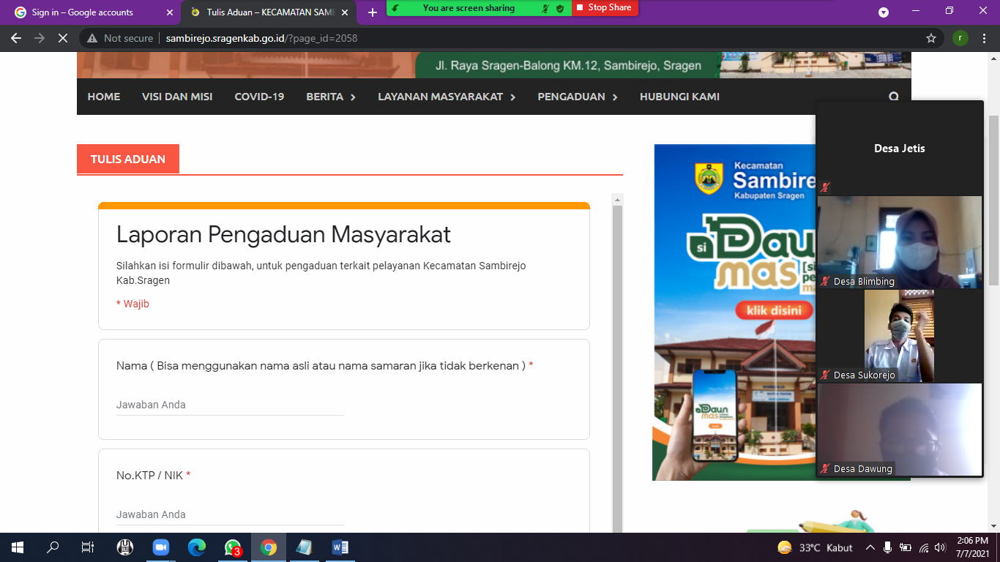 Sign in – Google accounts
Tulis Aduan – KECAMATAN SAMB
You are screen sharing
Stop Share
Not secure
sambirejo.sragenkab.go.id/?page_id=2058
r
Jl. Raya Sragen-Balong KM.12, Sambirejo, Sragen
HOME
VISI DAN MISI
COVID-19
BERITA
LAYANAN MASYARAKAT
PENGADUAN
HUBUNGI KAMI
TULIS ADUAN
Laporan Pengaduan Masyarakat
Silahkan isi formulir dibawah, untuk pengaduan terkait pelayanan Kecamatan Sambirejo
Kab.Sragen
* Wajib
Nama ( Bisa menggunakan nama asli atau nama samaran jika tidak berkenan ) *
Jawaban Anda
No.KTP / NIK *
Jawaban Anda
Kecamatan
Sambire
Kabupaten Sragen
si
Daun
mas
[si
pe
ma
klik disini
Daun
mas
Desa Jetis
Desa Blimbing
Desa Sukorejo
Desa Dawung
3
33°C Kabut
2:06 PM
7/7/2021